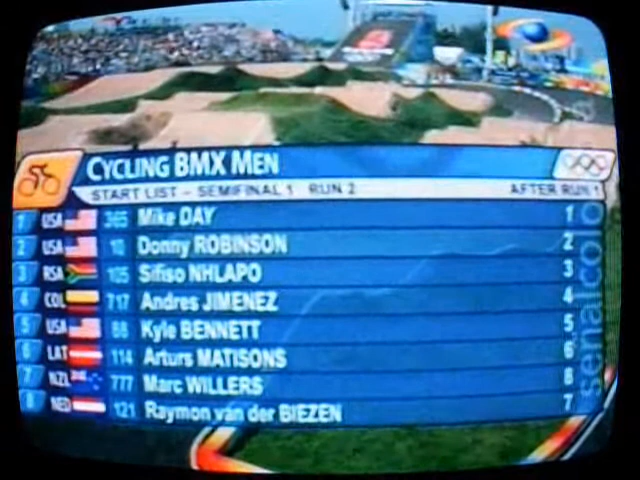 CYCLING BMX MEN
START LIST – SEMIFINAL 1 RUN 2 AFTER RUN 1
1 USA 365 Mike DAY 1
2 USA 10 Donny ROBINSON 2
3 RSA 105 Sifiso NHLAPO 3
4 COL 717 Andres JIMENEZ 4
5 USA 88 Kyle BENNETT 5
6 LAT 114 Arturs MATISONS 6
7 NZL 777 Marc WILLERS 8
8 NED 121 Raymon van der BIEZEN 7
senalcolo